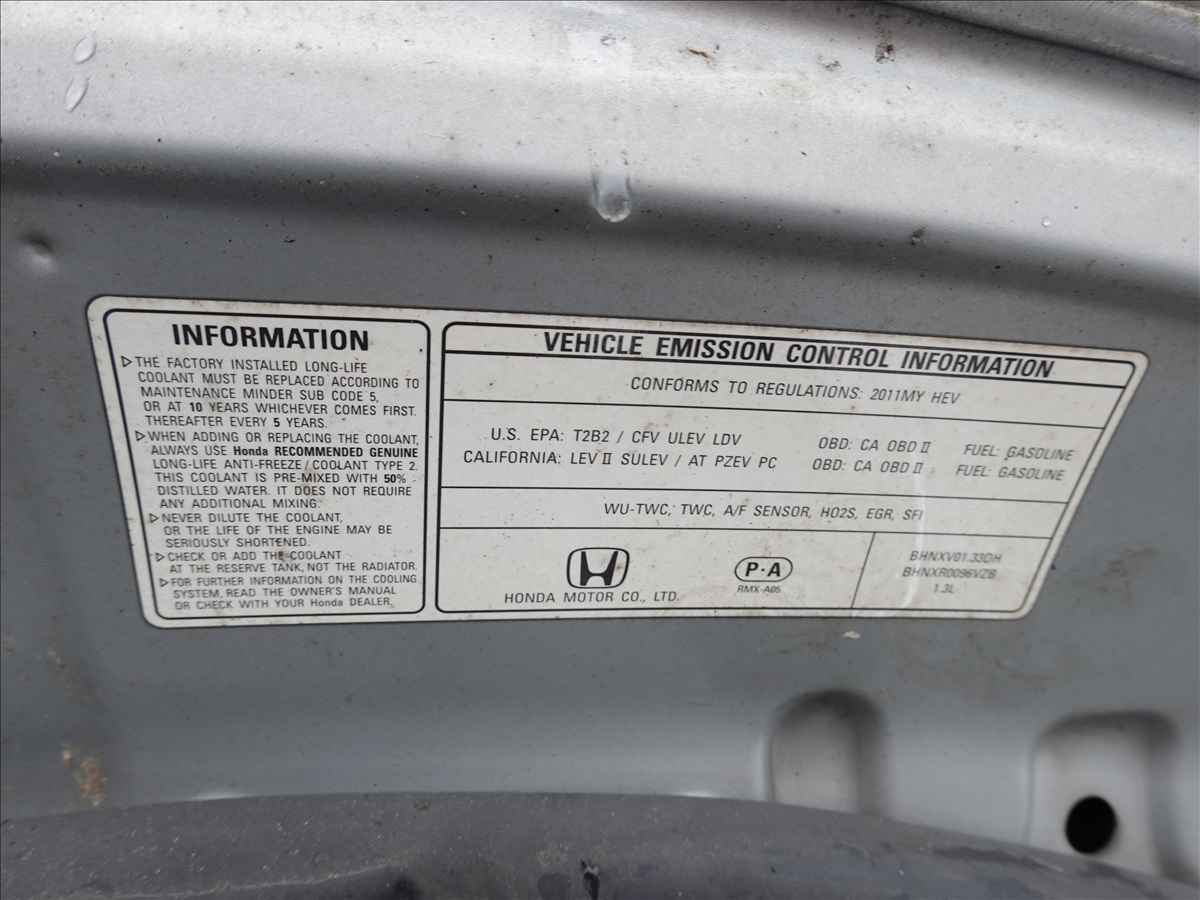 INFORMATION
▷THE FACTORY INSTALLED LONG-LIFE
COOLANT MUST BE REPLACED ACCORDING TO
MAINTENANCE MINDER SUB CODE 5,
OR AT 10 YEARS WHICHEVER COMES FIRST.
THEREAFTER EVERY 5 YEARS.
▷WHEN ADDING OR REPLACING THE COOLANT,
ALWAYS USE Honda RECOMMENDED GENUINE
LONG-LIFE ANTI-FREEZE/COOLANT TYPE 2.
THIS COOLANT IS PRE-MIXED WITH 50%
DISTILLED WATER. IT DOES NOT REQUIRE
ANY ADDITIONAL MIXING.
▷NEVER DILUTE THE COOLANT,
OR THE LIFE OF THE ENGINE MAY BE
SERIOUSLY SHORTENED.
▷CHECK OR ADD THE COOLANT
AT THE RESERVE TANK, NOT THE RADIATOR.
▷FOR FURTHER INFORMATION ON THE COOLING
SYSTEM, READ THE OWNER'S MANUAL
OR CHECK WITH YOUR Honda DEALER.
VEHICLE EMISSION CONTROL INFORMATION
CONFORMS TO REGULATIONS: 2011MY HEV
U.S. EPA: T2B2 / CFV ULEV LDV OBD: CA OBD II FUEL: GASOLINE
CALIFORNIA: LEV II SULEV / AT PZEV PC OBD: CA OBD II FUEL: GASOLINE
WU-TWC, TWC, A/F SENSOR, HO2S, EGR, SFI
HONDA MOTOR CO., LTD.
P·A
RMX-A05
BHNXV01.33DH
BHNXR0096VZB
1.3L